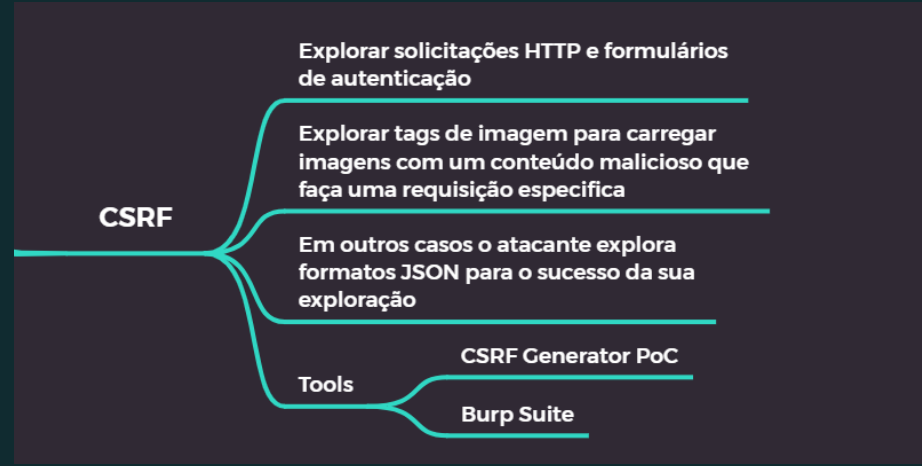 Explorar solicitações HTTP e formulários
de autenticação
Explorar tags de imagem para carregar
imagens com um conteúdo malicioso que
faça uma requisição especifica
CSRF
Em outros casos o atacante explora
formatos JSON para o sucesso da sua
exploração
CSRF Generator PoC
Tools
Burp Suite